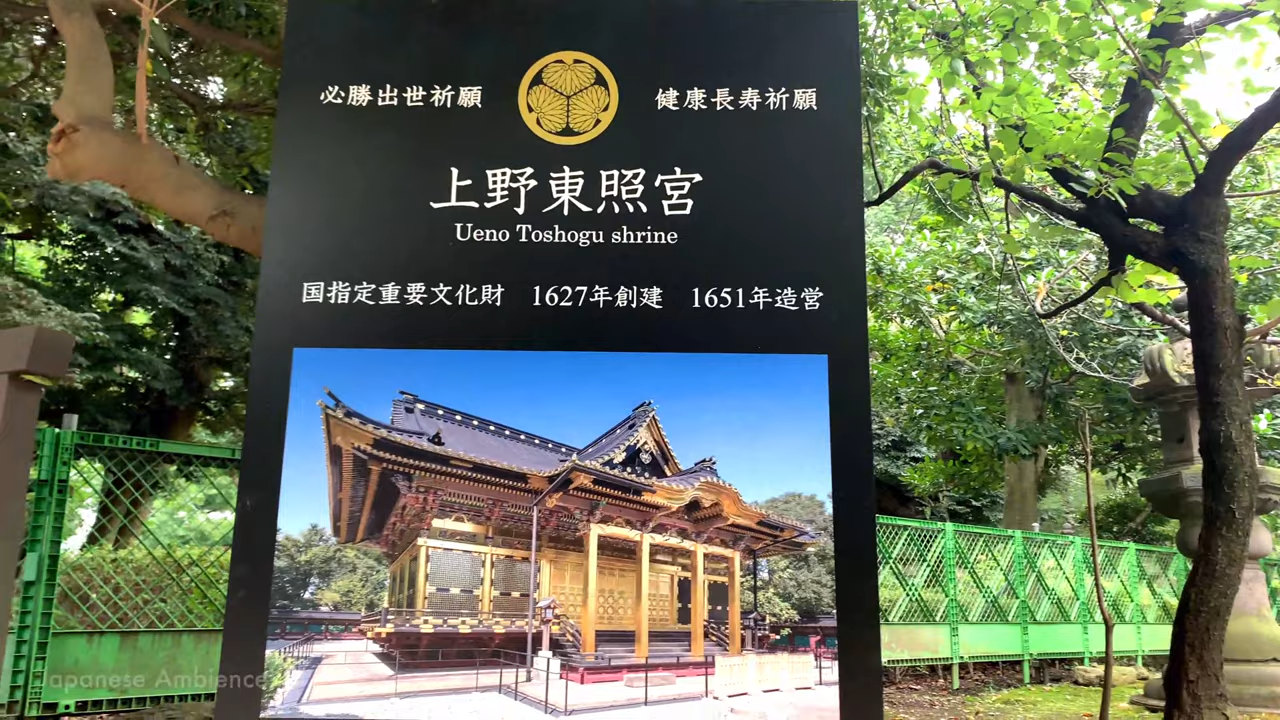 必勝出世祈願 健康長寿祈願
上野東照宮
Ueno Toshogu shrine
国指定重要文化財 1627年創建 1651年造営
Japanese Ambience